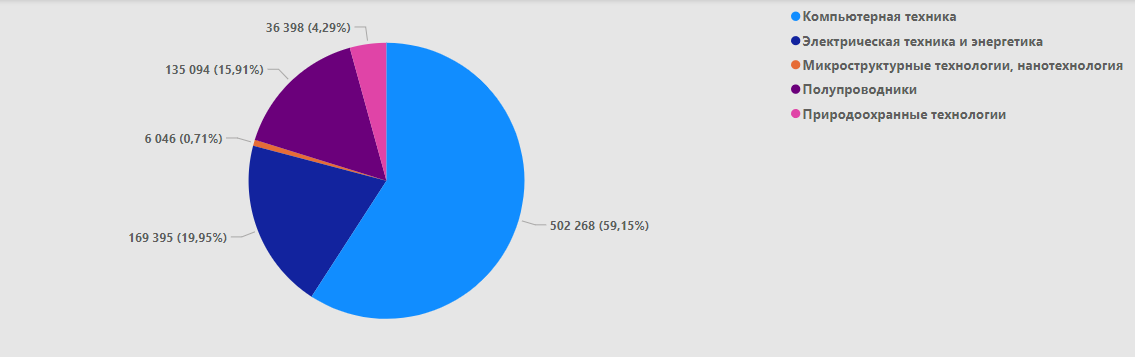 36 398 (4,29%)
135 094 (15,91%)
6 046 (0,71%)
169 395 (19,95%)
502 268 (59,15%)
Компьютерная техника
Электрическая техника и энергетика
Микроструктурные технологии, нанотехнология
Полупроводники
Природоохранные технологии